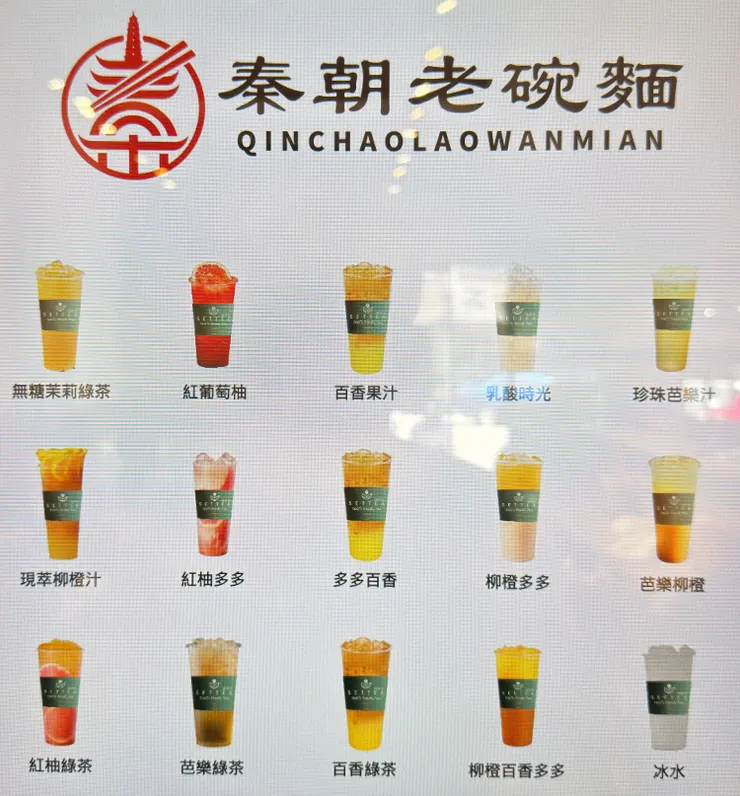 秦朝老碗麵
QINCHAOLAOWANMIAN
無糖茉莉綠茶
紅葡萄柚
百香果汁
乳酸時光
珍珠芭樂汁
現萃柳橙汁
紅柚多多
多多百香
柳橙多多
芭樂柳橙
紅柚綠茶
芭樂綠茶
百香綠茶
柳橙百香多多
冰水